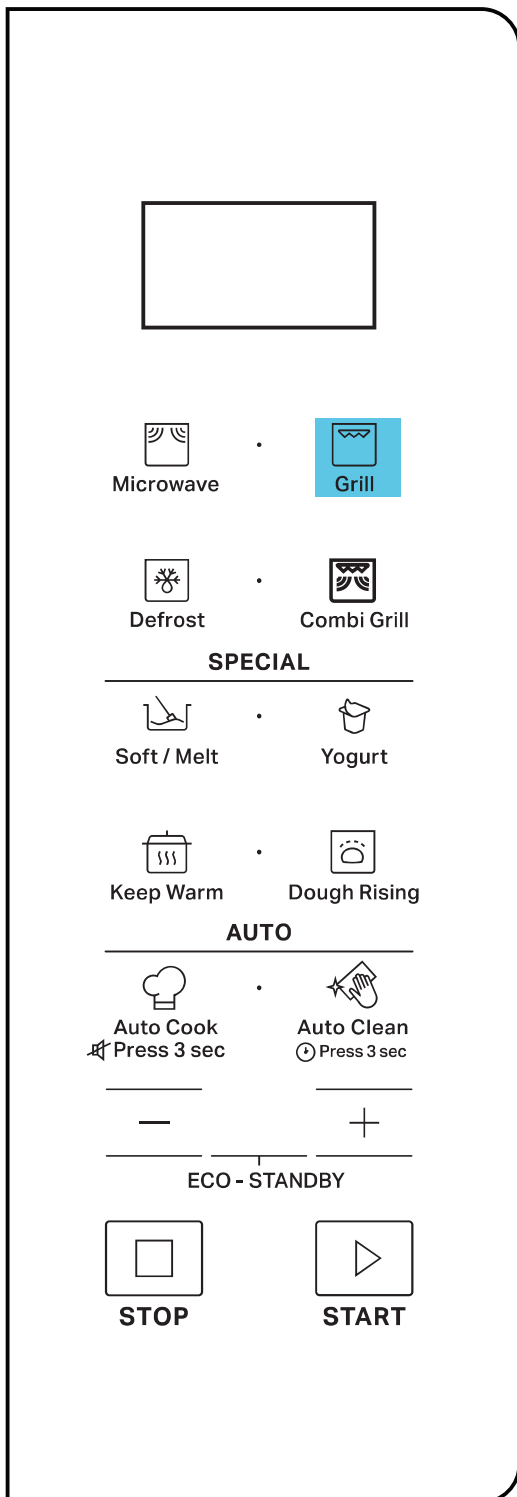 Microwave Grill
Defrost Combi Grill
SPECIAL
Soft / Melt Yogurt
Keep Warm Dough Rising
AUTO
Auto Cook Auto Clean
Press 3 sec Press 3 sec
ECO - STANDBY
STOP START